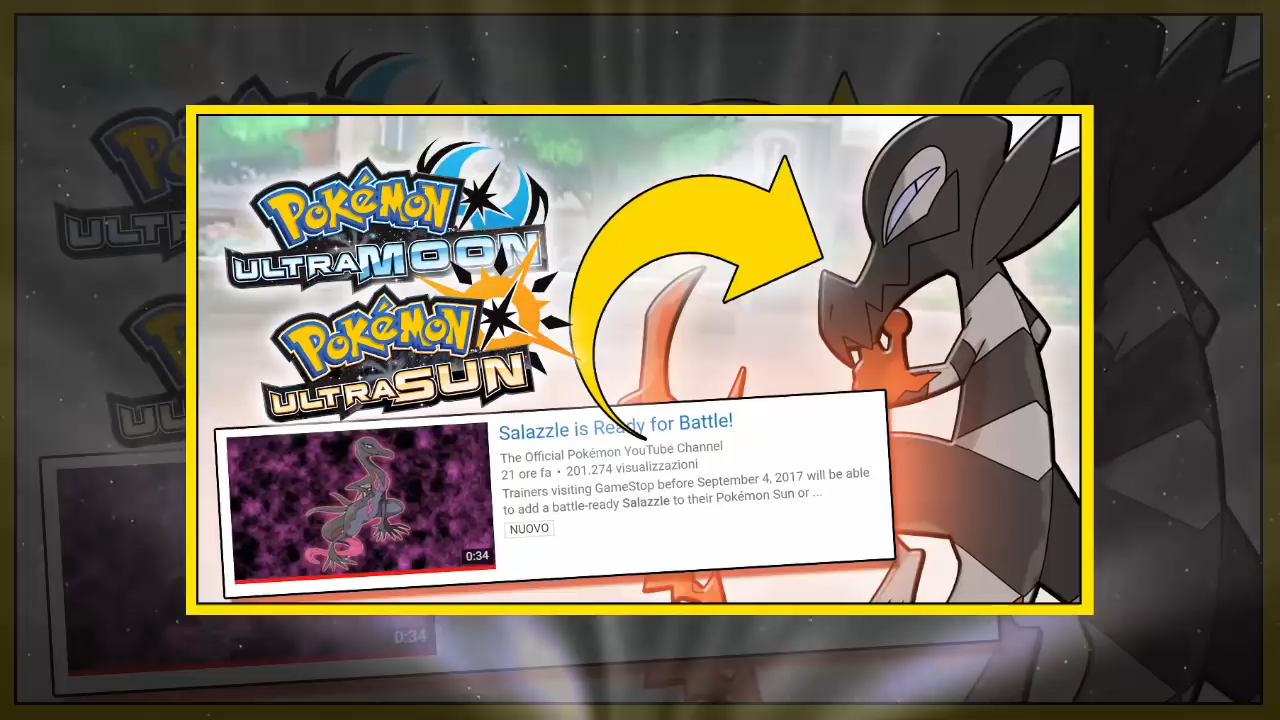 POKéMON
ULTRA MOON
POKéMON
ULTRA SUN
Salazzle is Ready for Battle!
The Official Pokémon YouTube Channel
21 ore fa • 201.274 visualizzazioni
Trainers visiting GameStop before September 4, 2017 will be able
to add a battle-ready Salazzle to their Pokémon Sun or ...
NUOVO
0:34
0:34